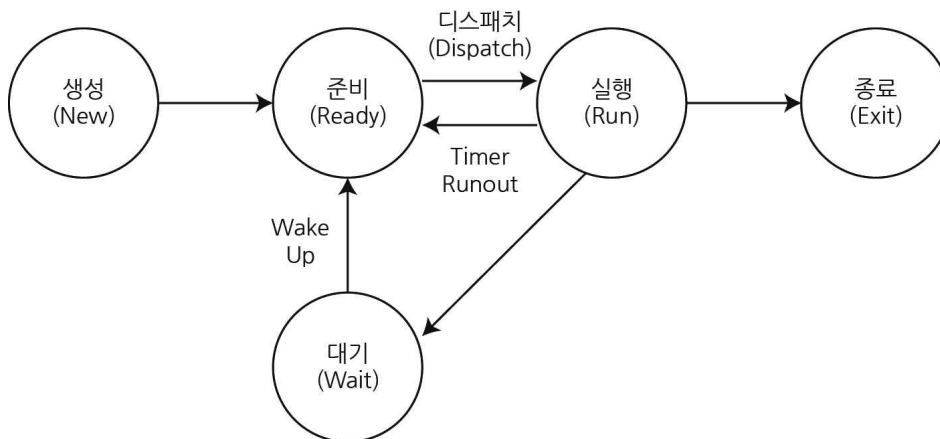 디스패치
(Dispatch)
생성
(New)
준비
(Ready)
실행
(Run)
종료
(Exit)
Timer
Runout
Wake
Up
대기
(Wait)